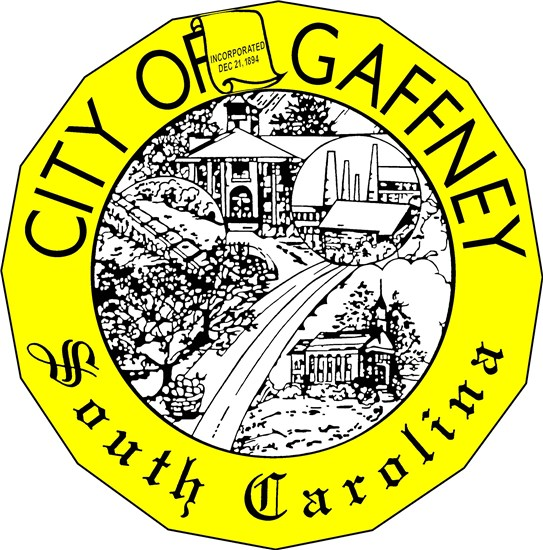 CITY OF GAFFNEY
INCORPORATED
DEC 21, 1894
South Carolina